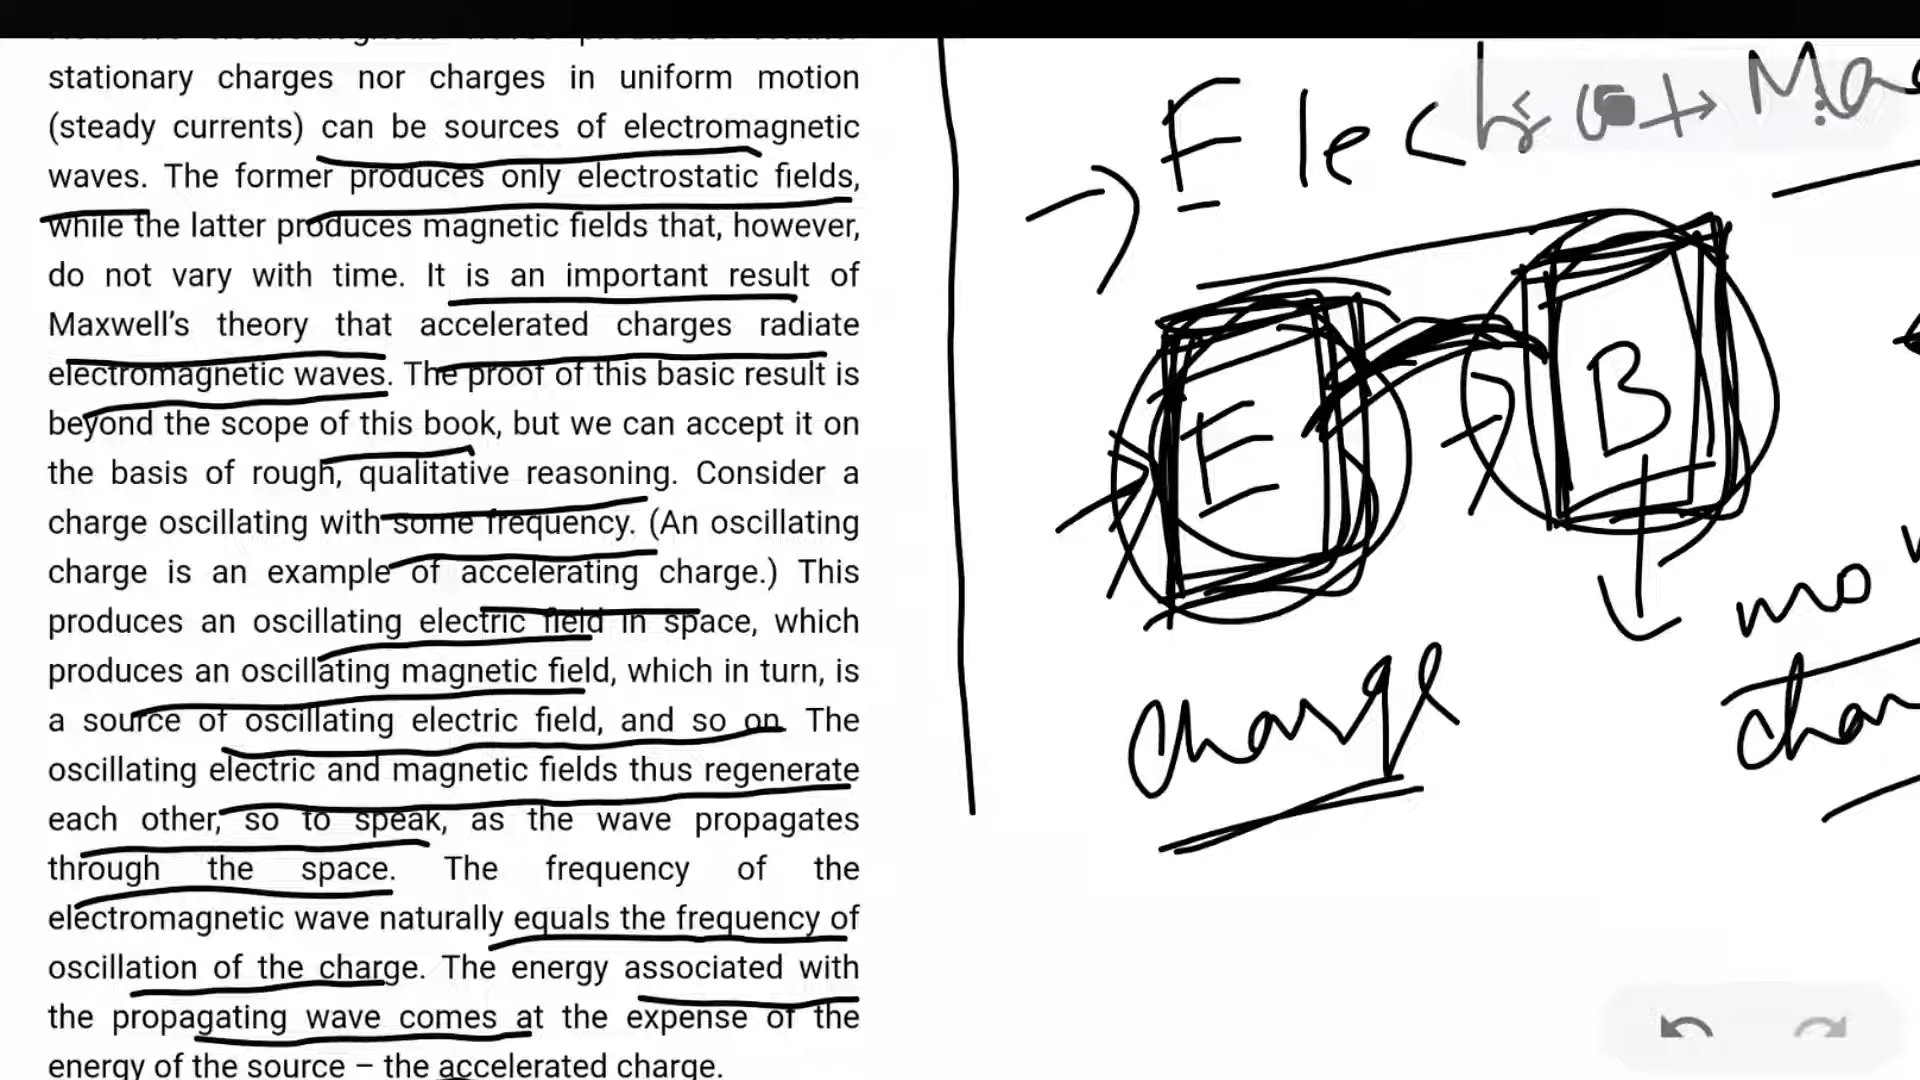 stationary charges nor charges in uniform motion
(steady currents) can be sources of electromagnetic
waves. The former produces only electrostatic fields,
while the latter produces magnetic fields that, however,
do not vary with time. It is an important result of
Maxwell’s theory that accelerated charges radiate
electromagnetic waves. The proof of this basic result is
beyond the scope of this book, but we can accept it on
the basis of rough, qualitative reasoning. Consider a
charge oscillating with some frequency. (An oscillating
charge is an example of accelerating charge.) This
produces an oscillating electric field in space, which
produces an oscillating magnetic field, which in turn, is
a source of oscillating electric field, and so on. The
oscillating electric and magnetic fields thus regenerate
each other, so to speak, as the wave propagates
through the space. The frequency of the
electromagnetic wave naturally equals the frequency of
oscillation of the charge. The energy associated with
the propagating wave comes at the expense of the
energy of the source – the accelerated charge.
E
B
charge